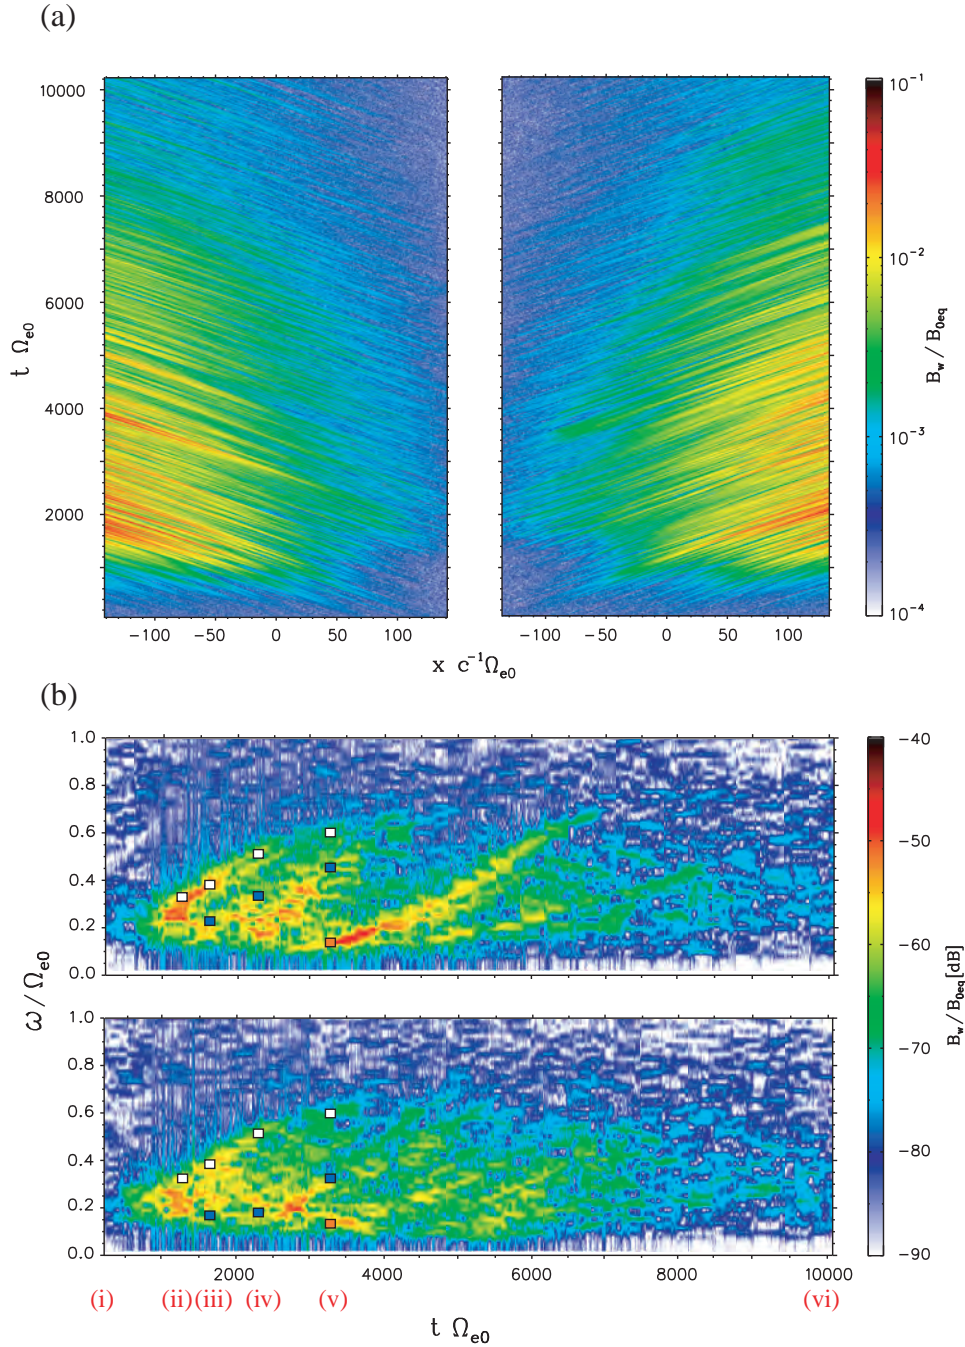 (a)
10000
8000
6000
4000
2000
t Ω_e0
−100 −50 0 50 100
−100 −50 0 50 100
x c⁻¹Ω_e0
10⁻¹
10⁻²
10⁻³
10⁻⁴
B_w / B_0eq
(b)
1.0
0.8
0.6
0.4
0.2
0.0
1.0
0.8
0.6
0.4
0.2
0.0
ω/Ω_e0
2000 4000 6000 8000 10000
(i) (ii) (iii) (iv) (v) (vi)
t Ω_e0
−40
−50
−60
−70
−80
−90
B_w / B_0eq [dB]